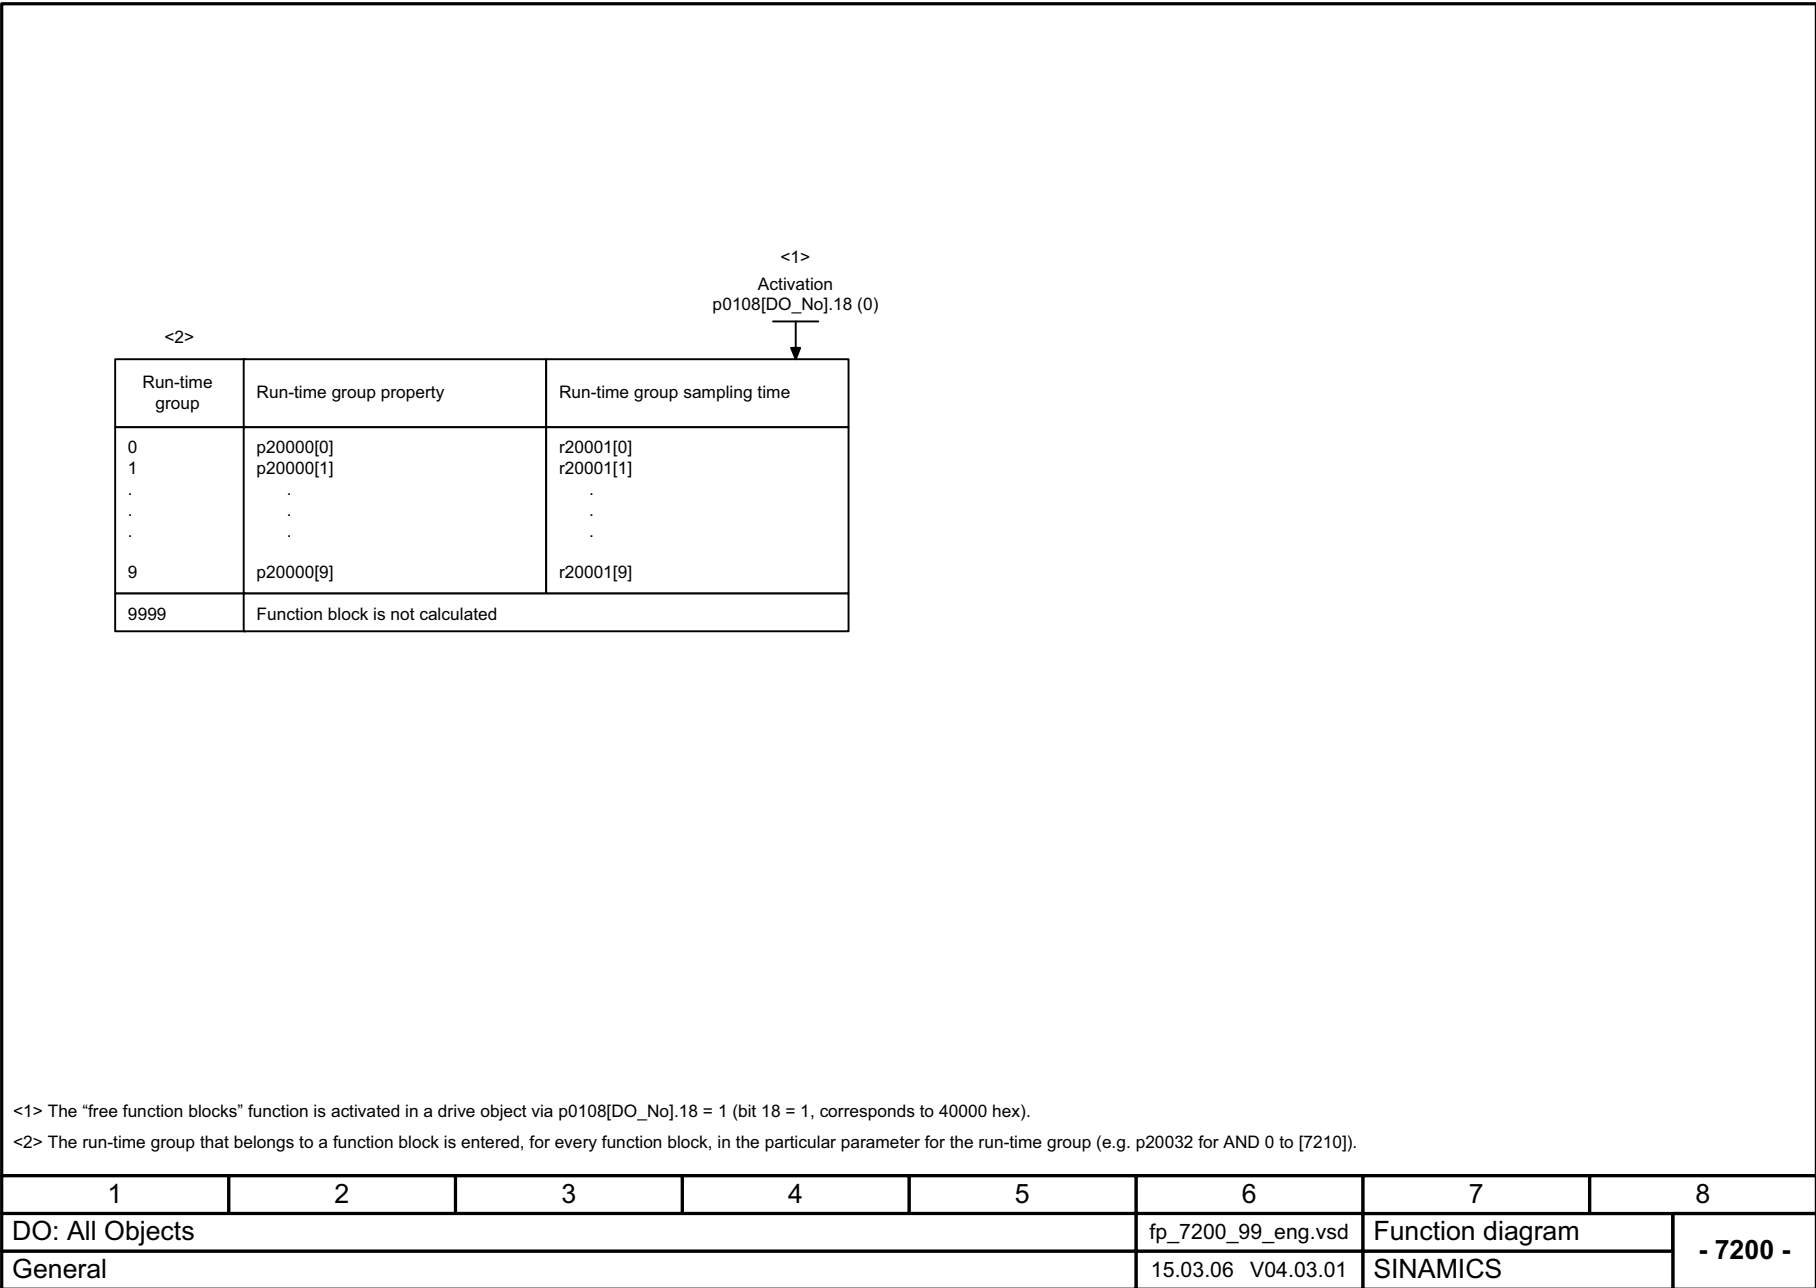 <1>
Activation
p0108[DO_No].18 (0)
<2>
Run-time
group
Run-time group property
Run-time group sampling time
0 p20000[0] r20001[0]
1 p20000[1] r20001[1]
. . .
. . .
. . .
9 p20000[9] r20001[9]
9999 Function block is not calculated
<1> The “free function blocks” function is activated in a drive object via p0108[DO_No].18 = 1 (bit 18 = 1, corresponds to 40000 hex).
<2> The run-time group that belongs to a function block is entered, for every function block, in the particular parameter for the run-time group (e.g. p20032 for AND 0 to [7210]).
1 2 3 4 5 6 7 8
DO: All Objects fp_7200_99_eng.vsd Function diagram
- 7200 -
General 15.03.06 V04.03.01 SINAMICS